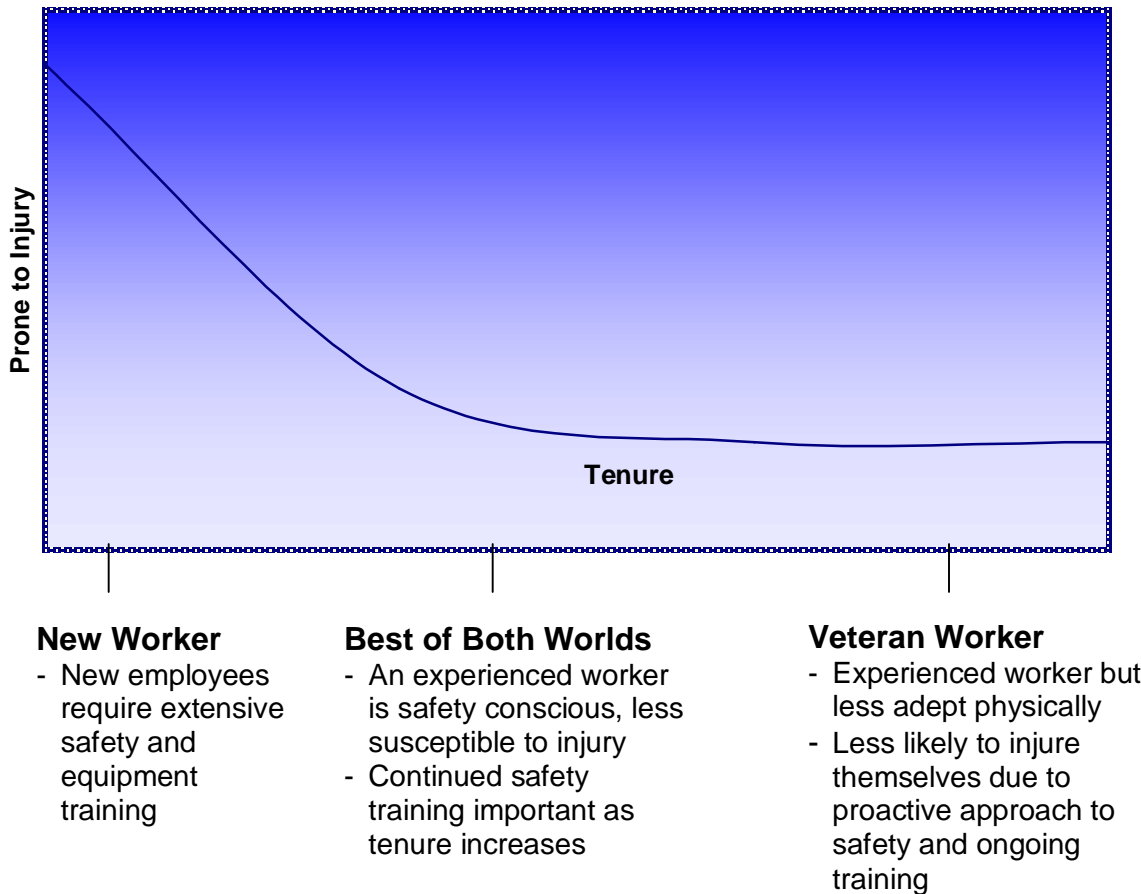 Prone to Injury
Tenure
New Worker
- New employees
require extensive
safety and
equipment
training
Best of Both Worlds
- An experienced worker
is safety conscious, less
susceptible to injury
- Continued safety
training important as
tenure increases
Veteran Worker
- Experienced worker but
less adept physically
- Less likely to injure
themselves due to
proactive approach to
safety and ongoing
training